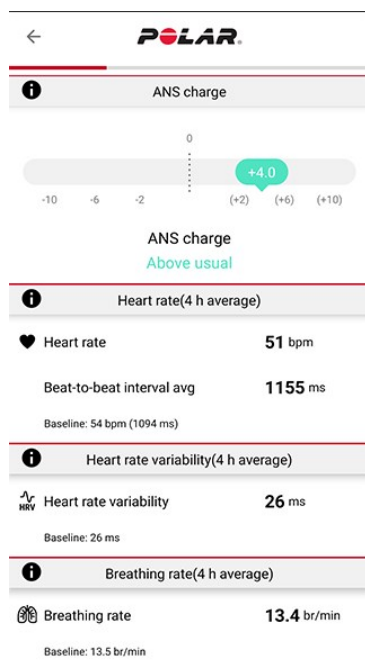 POLAR.
ANS charge
0
+4.0
-10 -6 -2 (+2) (+6) (+10)
ANS charge
Above usual
Heart rate(4 h average)
Heart rate 51 bpm
Beat-to-beat interval avg 1155 ms
Baseline: 54 bpm (1094 ms)
Heart rate variability(4 h average)
HRV Heart rate variability 26 ms
Baseline: 26 ms
Breathing rate(4 h average)
Breathing rate 13.4 br/min
Baseline: 13.5 br/min